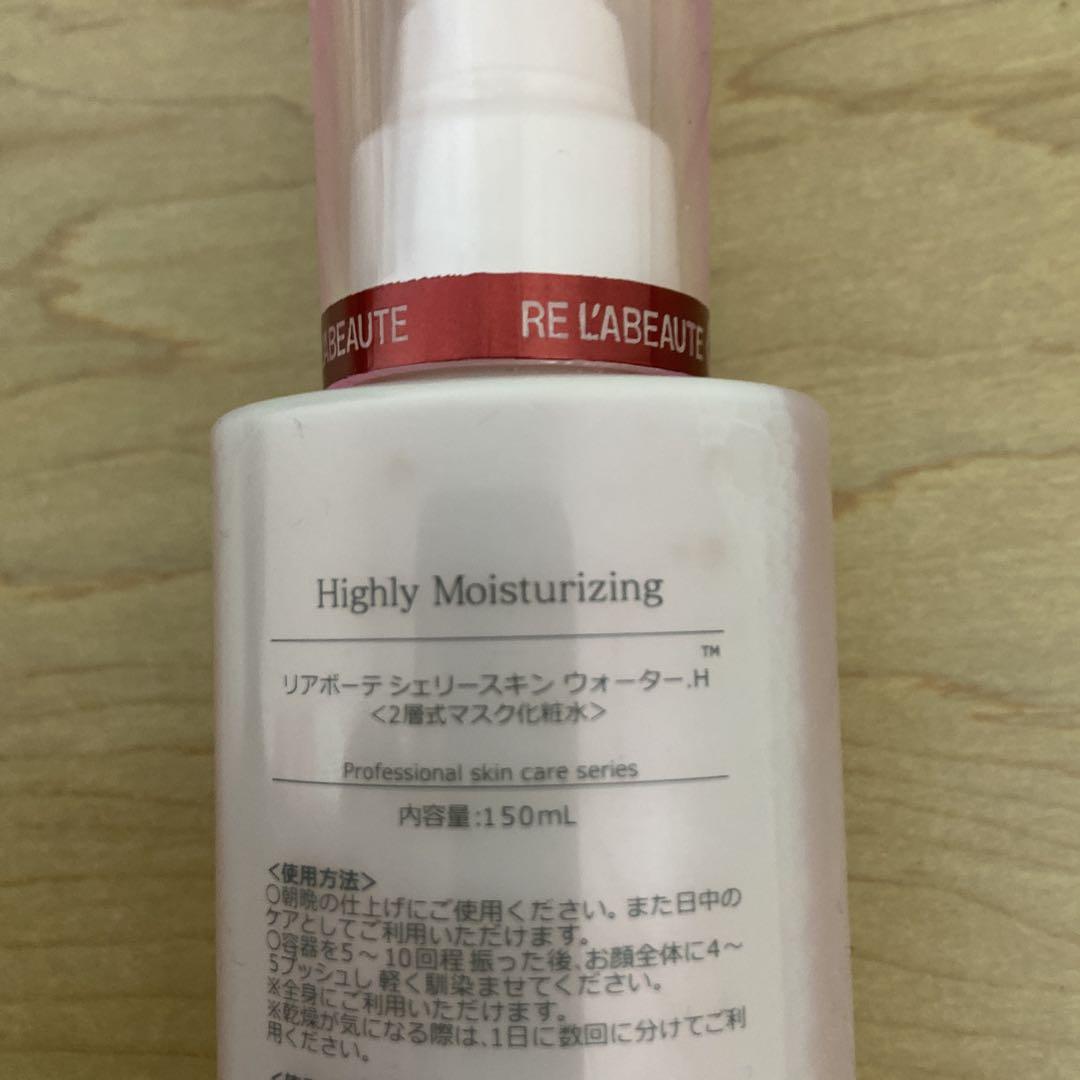 ABEAUTE RE L'ABEAUTE
Highly Moisturizing
リアボーテ シェリースキン ウォーター.H™
<2層式マスク化粧水>
Professional skin care series
内容量:150mL
<使用方法>
○朝晩の仕上げにご使用ください。また日中の
ケアとしてご利用いただけます。
○容器を5～10回程 振った後、お顔全体に4～
5プッシュし 軽く馴染ませてください。
※全身にご利用いただけます。
※乾燥が気になる際は、1日に数回に分けてご利
用ください。